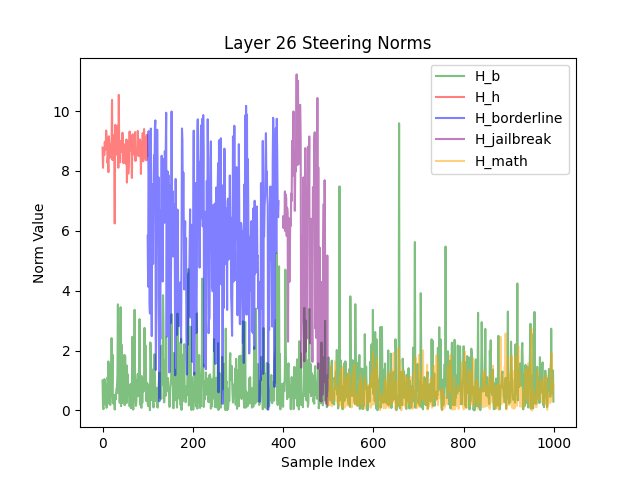 Layer 26 Steering Norms
H_b
H_h
H_borderline
H_jailbreak
H_math
Norm Value
10
8
6
4
2
0
0 200 400 600 800 1000
Sample Index